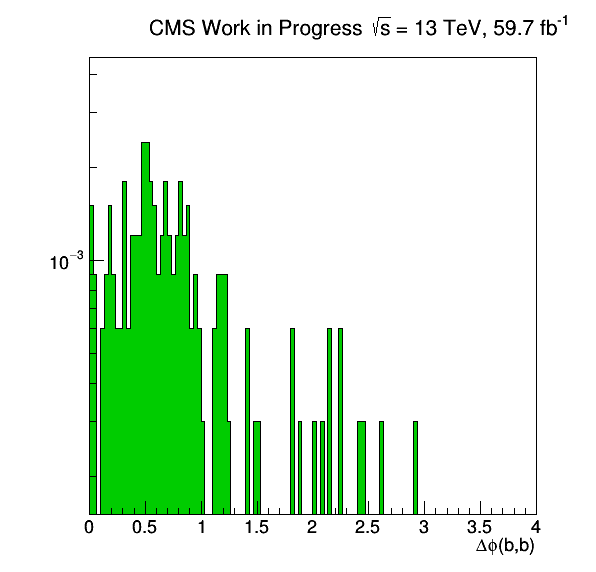 CMS Work in Progress √s = 13 TeV, 59.7 fb⁻¹
10⁻³
0 0.5 1 1.5 2 2.5 3 3.5 4
Δϕ(b,b)